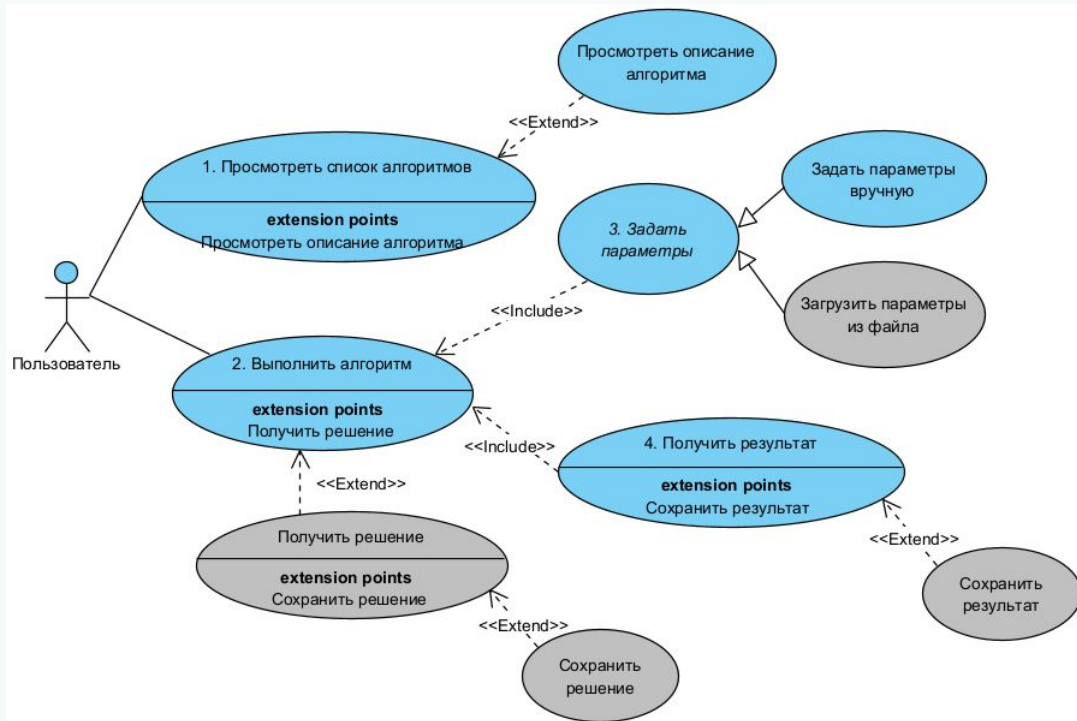 Просмотреть описание
алгоритма
<<Extend>>
1. Просмотреть список алгоритмов
extension points
Просмотреть описание алгоритма
Задать параметры
вручную
3. Задать
параметры
Загрузить параметры
из файла
<<Include>>
Пользователь
2. Выполнить алгоритм
extension points
Получить решение
<<Include>>
4. Получить результат
extension points
Сохранить результат
<<Extend>>
Получить решение
extension points
Сохранить решение
<<Extend>>
Сохранить
результат
<<Extend>>
Сохранить
решение